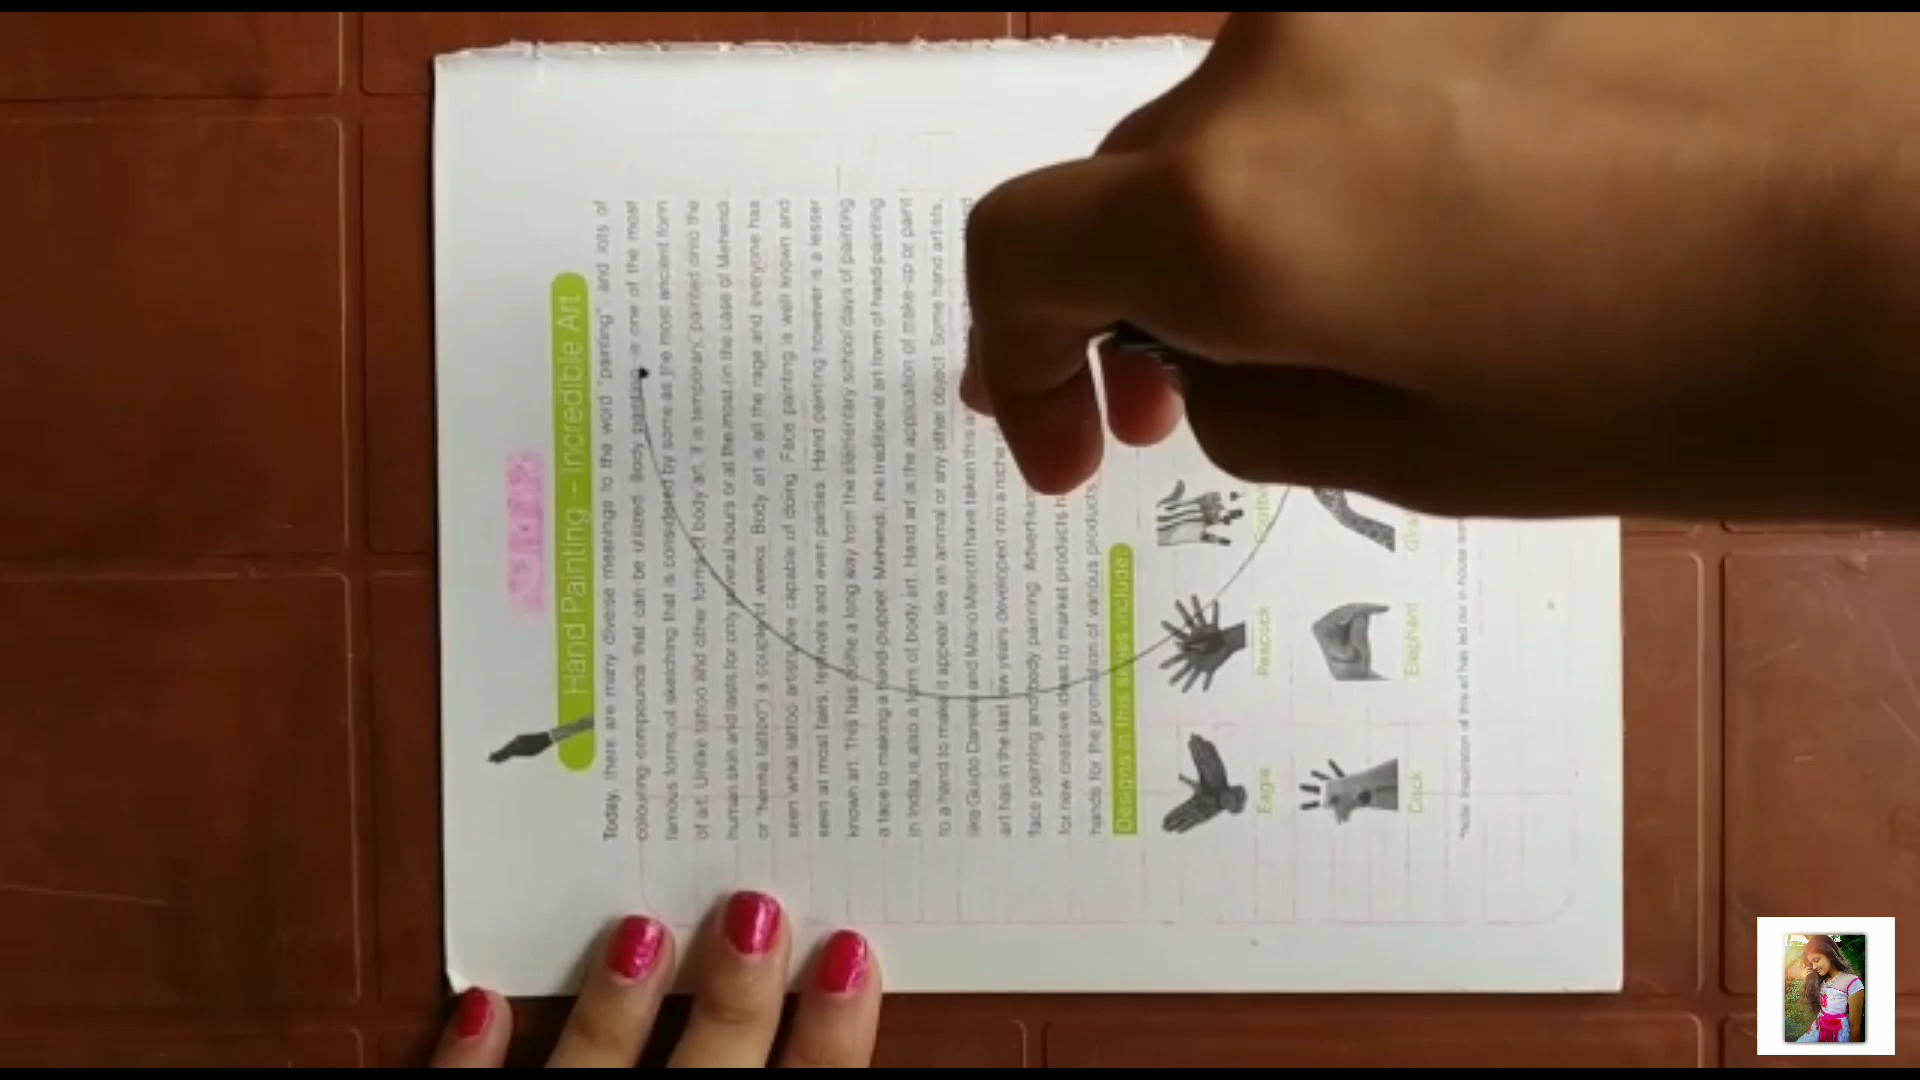 Hand Painting – Incredible Art
Today, there are many diverse meanings to the word "painting" and lots of
colouring compounds that can be utilized. Body painting is one of the most
famous forms of sketching that is considered by some as the most ancient form
of art. Unlike tattoo and other forms of body art, it is temporary, painted onto the
human skin and lasts for only several hours or at the most (in the case of Mehendi
or "henna tattoo") a couple of weeks. Body art is all the rage and everyone has
seen what tattoo artists are capable of doing. Face painting is well known and
seen at most fairs, festivals and even parties. Hand painting however is a lesser
known art. This has come a long way from the elementary school days of painting
a face to making a hand-puppet. Mehendi, the traditional art form of hand painting
in India, is also a form of body art. Hand art is the application of make-up or paint
to a hand to make it appear like an animal or any other object. Some hand artists,
like Guido Daniele and Mario Mariotti have taken this
art has in the last few years developed into a niche
face painting and body painting. Advertising
for new creative ideas to market products
hands for the promotion of various products.
Designs in this series include:
Eagle Peacock
Cock Elephant
*Note: Inspiration of this art has led our in-house